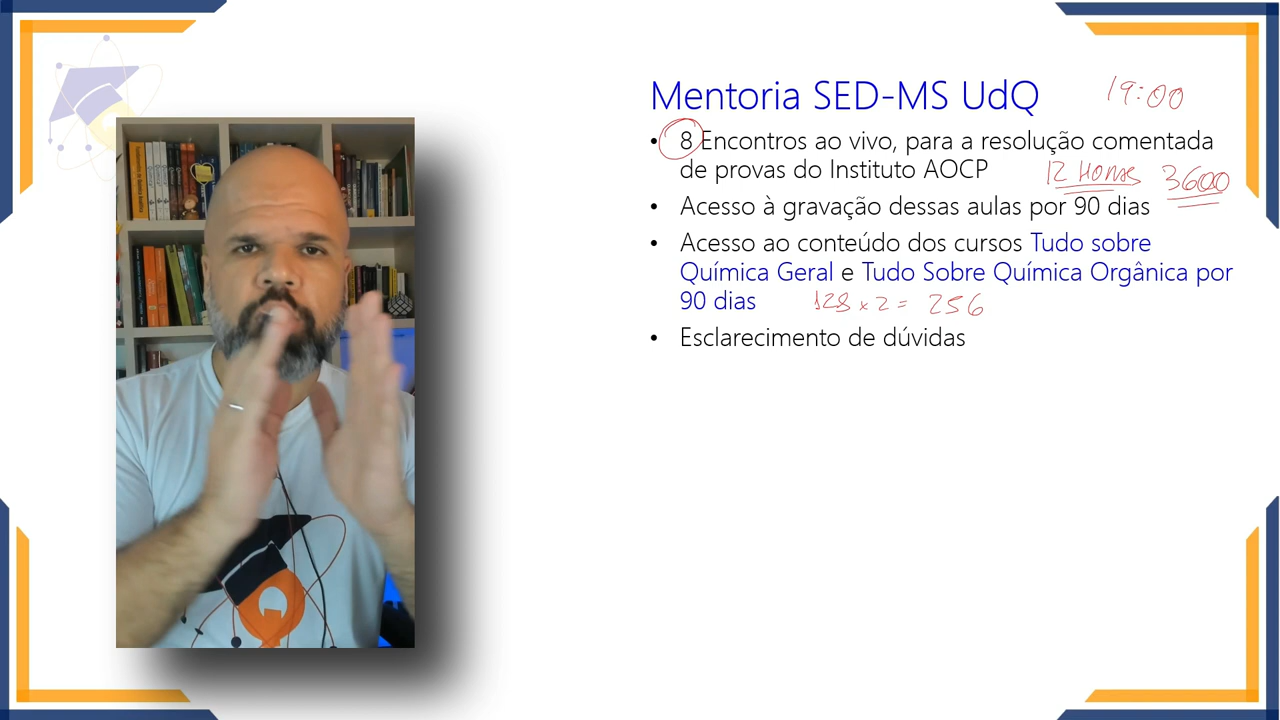 Mentoria SED-MS UdQ 19:00
• 8 Encontros ao vivo, para a resolução comentada
de provas do Instituto AOCP 12 Horas 3600
• Acesso à gravação dessas aulas por 90 dias
• Acesso ao conteúdo dos cursos Tudo sobre
Química Geral e Tudo Sobre Química Orgânica por
90 dias 128 x 2 = 256
• Esclarecimento de dúvidas